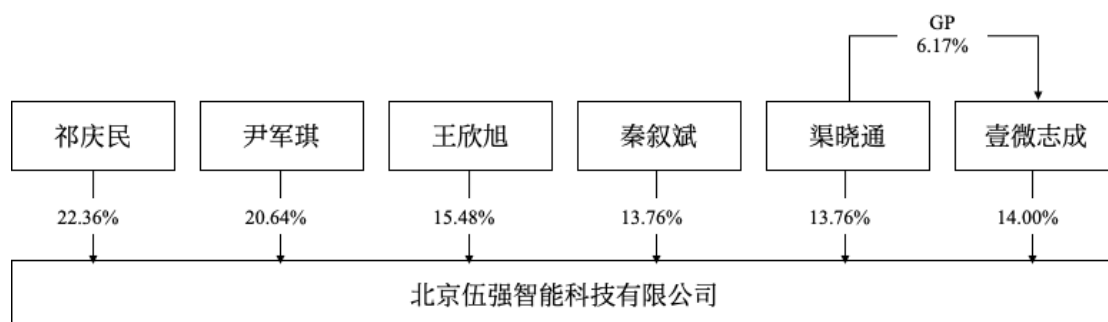 GP
6.17%
祁庆民
尹军琪
王欣旭
秦叙斌
渠晓通
壹微志成
22.36%
20.64%
15.48%
13.76%
13.76%
14.00%
北京伍强智能科技有限公司